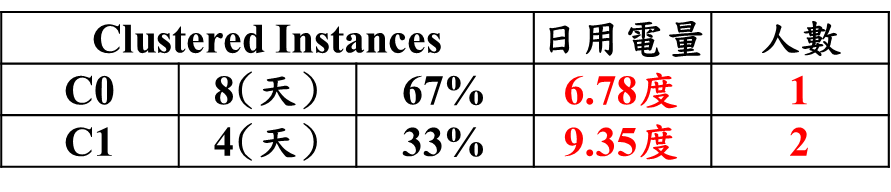 Clustered Instances 日用電量 人數
C0 8(天) 67% 6.78度 1
C1 4(天) 33% 9.35度 2